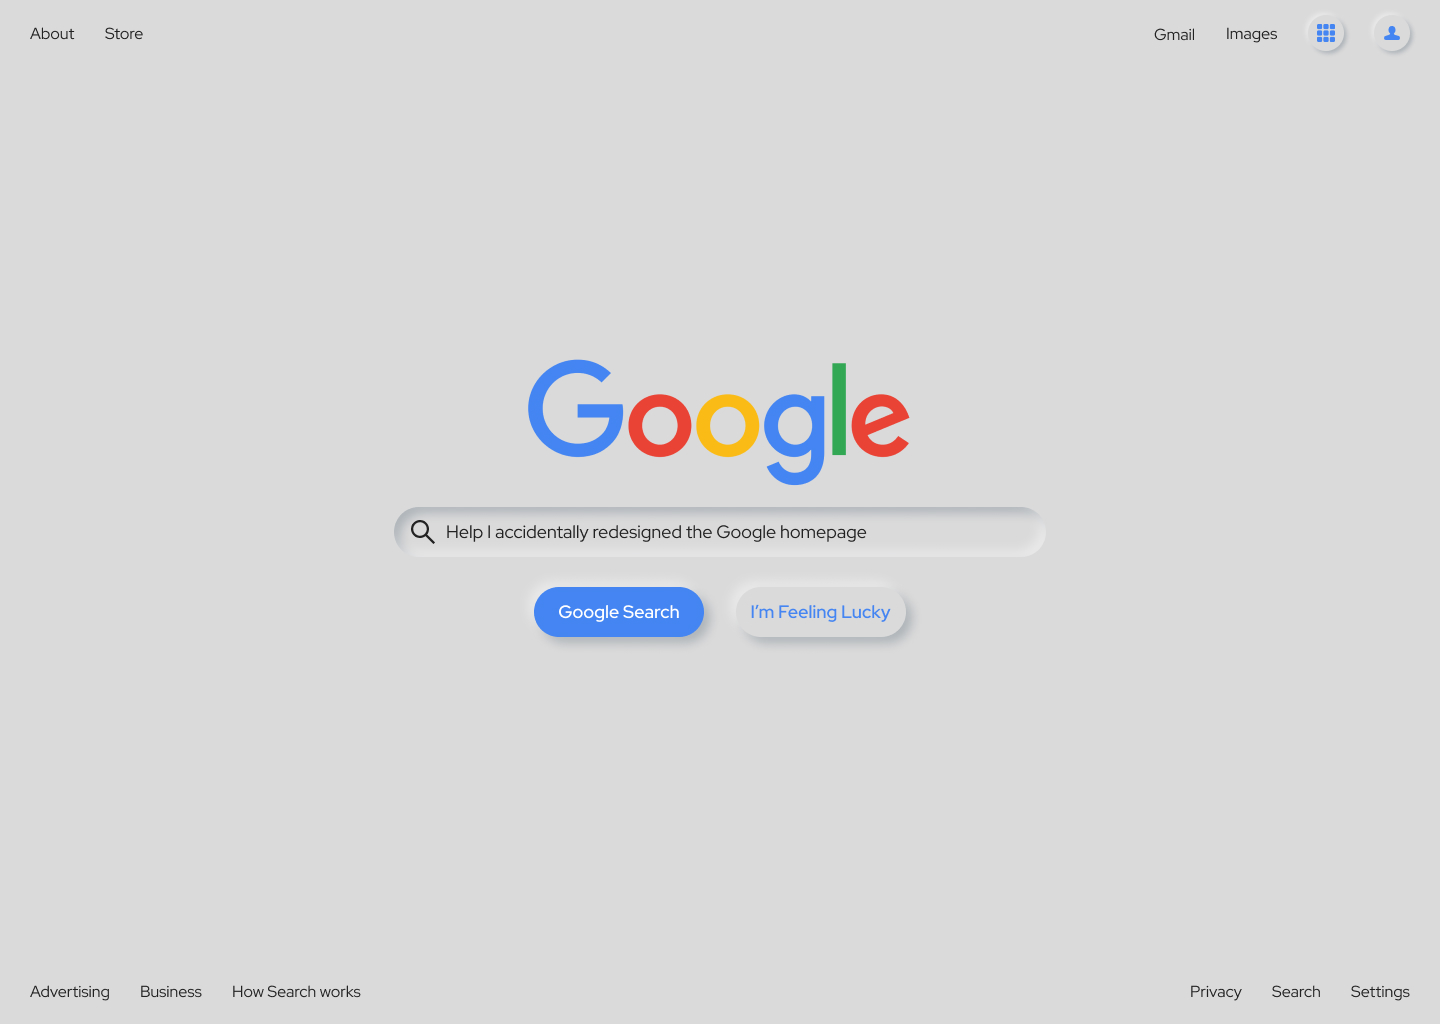 About
Store
Gmail
Images
Google
Help I accidentally redesigned the Google homepage
Google Search
I’m Feeling Lucky
Advertising
Business
How Search works
Privacy
Search
Settings